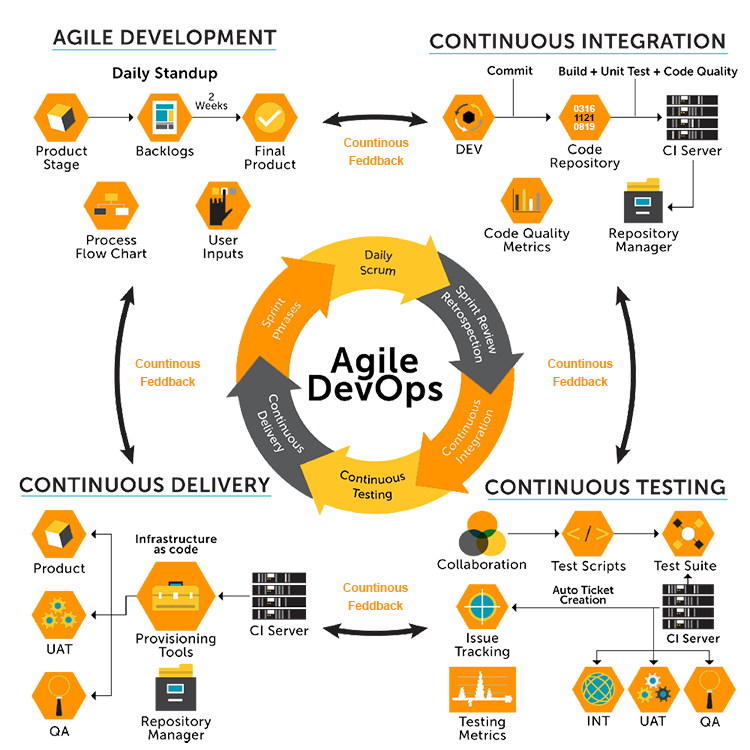 AGILE DEVELOPMENT
Daily Standup
2
Weeks
Product
Stage
Backlogs
Final
Product
Process
Flow Chart
User
Inputs
Countinous
Feddback
CONTINUOUS INTEGRATION
Commit
Build + Unit Test + Code Quality
0316
1121
0819
DEV
Code
Repository
CI Server
Code Quality
Metrics
Repository
Manager
Daily
Scrum
Sprint Review
Retrospection
Continuous
Integration
Continuous
Testing
Continuous
Delivery
Sprint
Phrases
Agile
DevOps
Countinous
Feddback
Countinous
Feddback
CONTINUOUS DELIVERY
Infrastructure
as code
Product
UAT
QA
Provisioning
Tools
CI Server
Repository
Manager
Countinous
Feddback
CONTINUOUS TESTING
Collaboration
</>
Test Scripts
Test Suite
Auto Ticket
Creation
Issue
Tracking
CI Server
Testing
Metrics
INT
UAT
QA